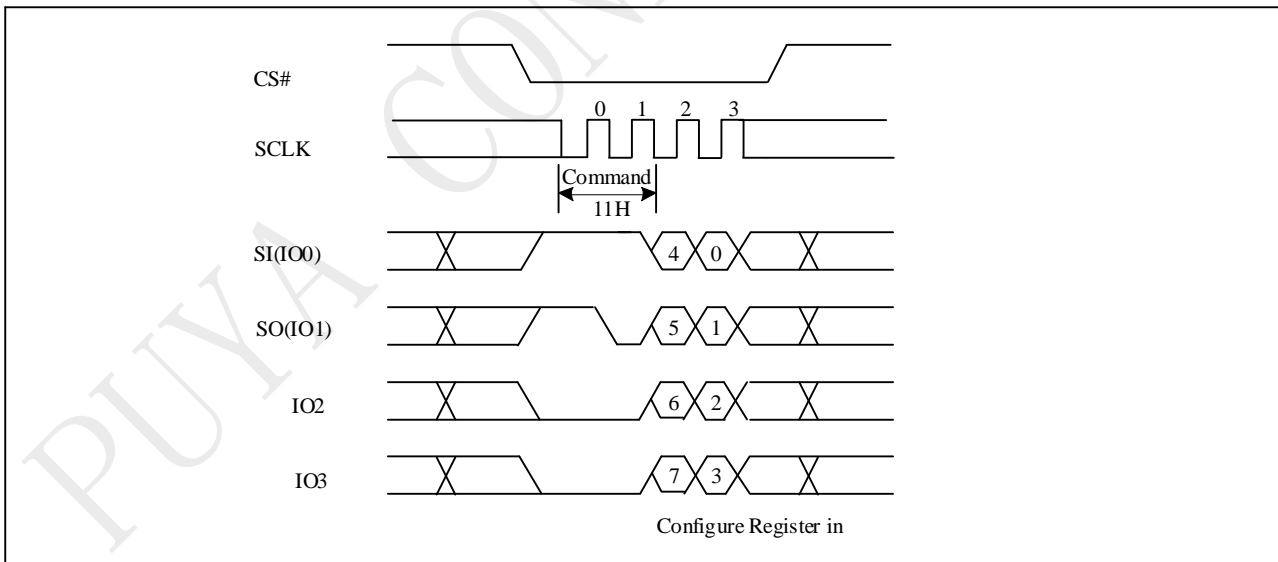 PUYA CON
CS#
0 1 2 3
SCLK
Command
11H
SI(IO0)
4 0
SO(IO1)
5 1
IO2
6 2
IO3
7 3
Configure Register in